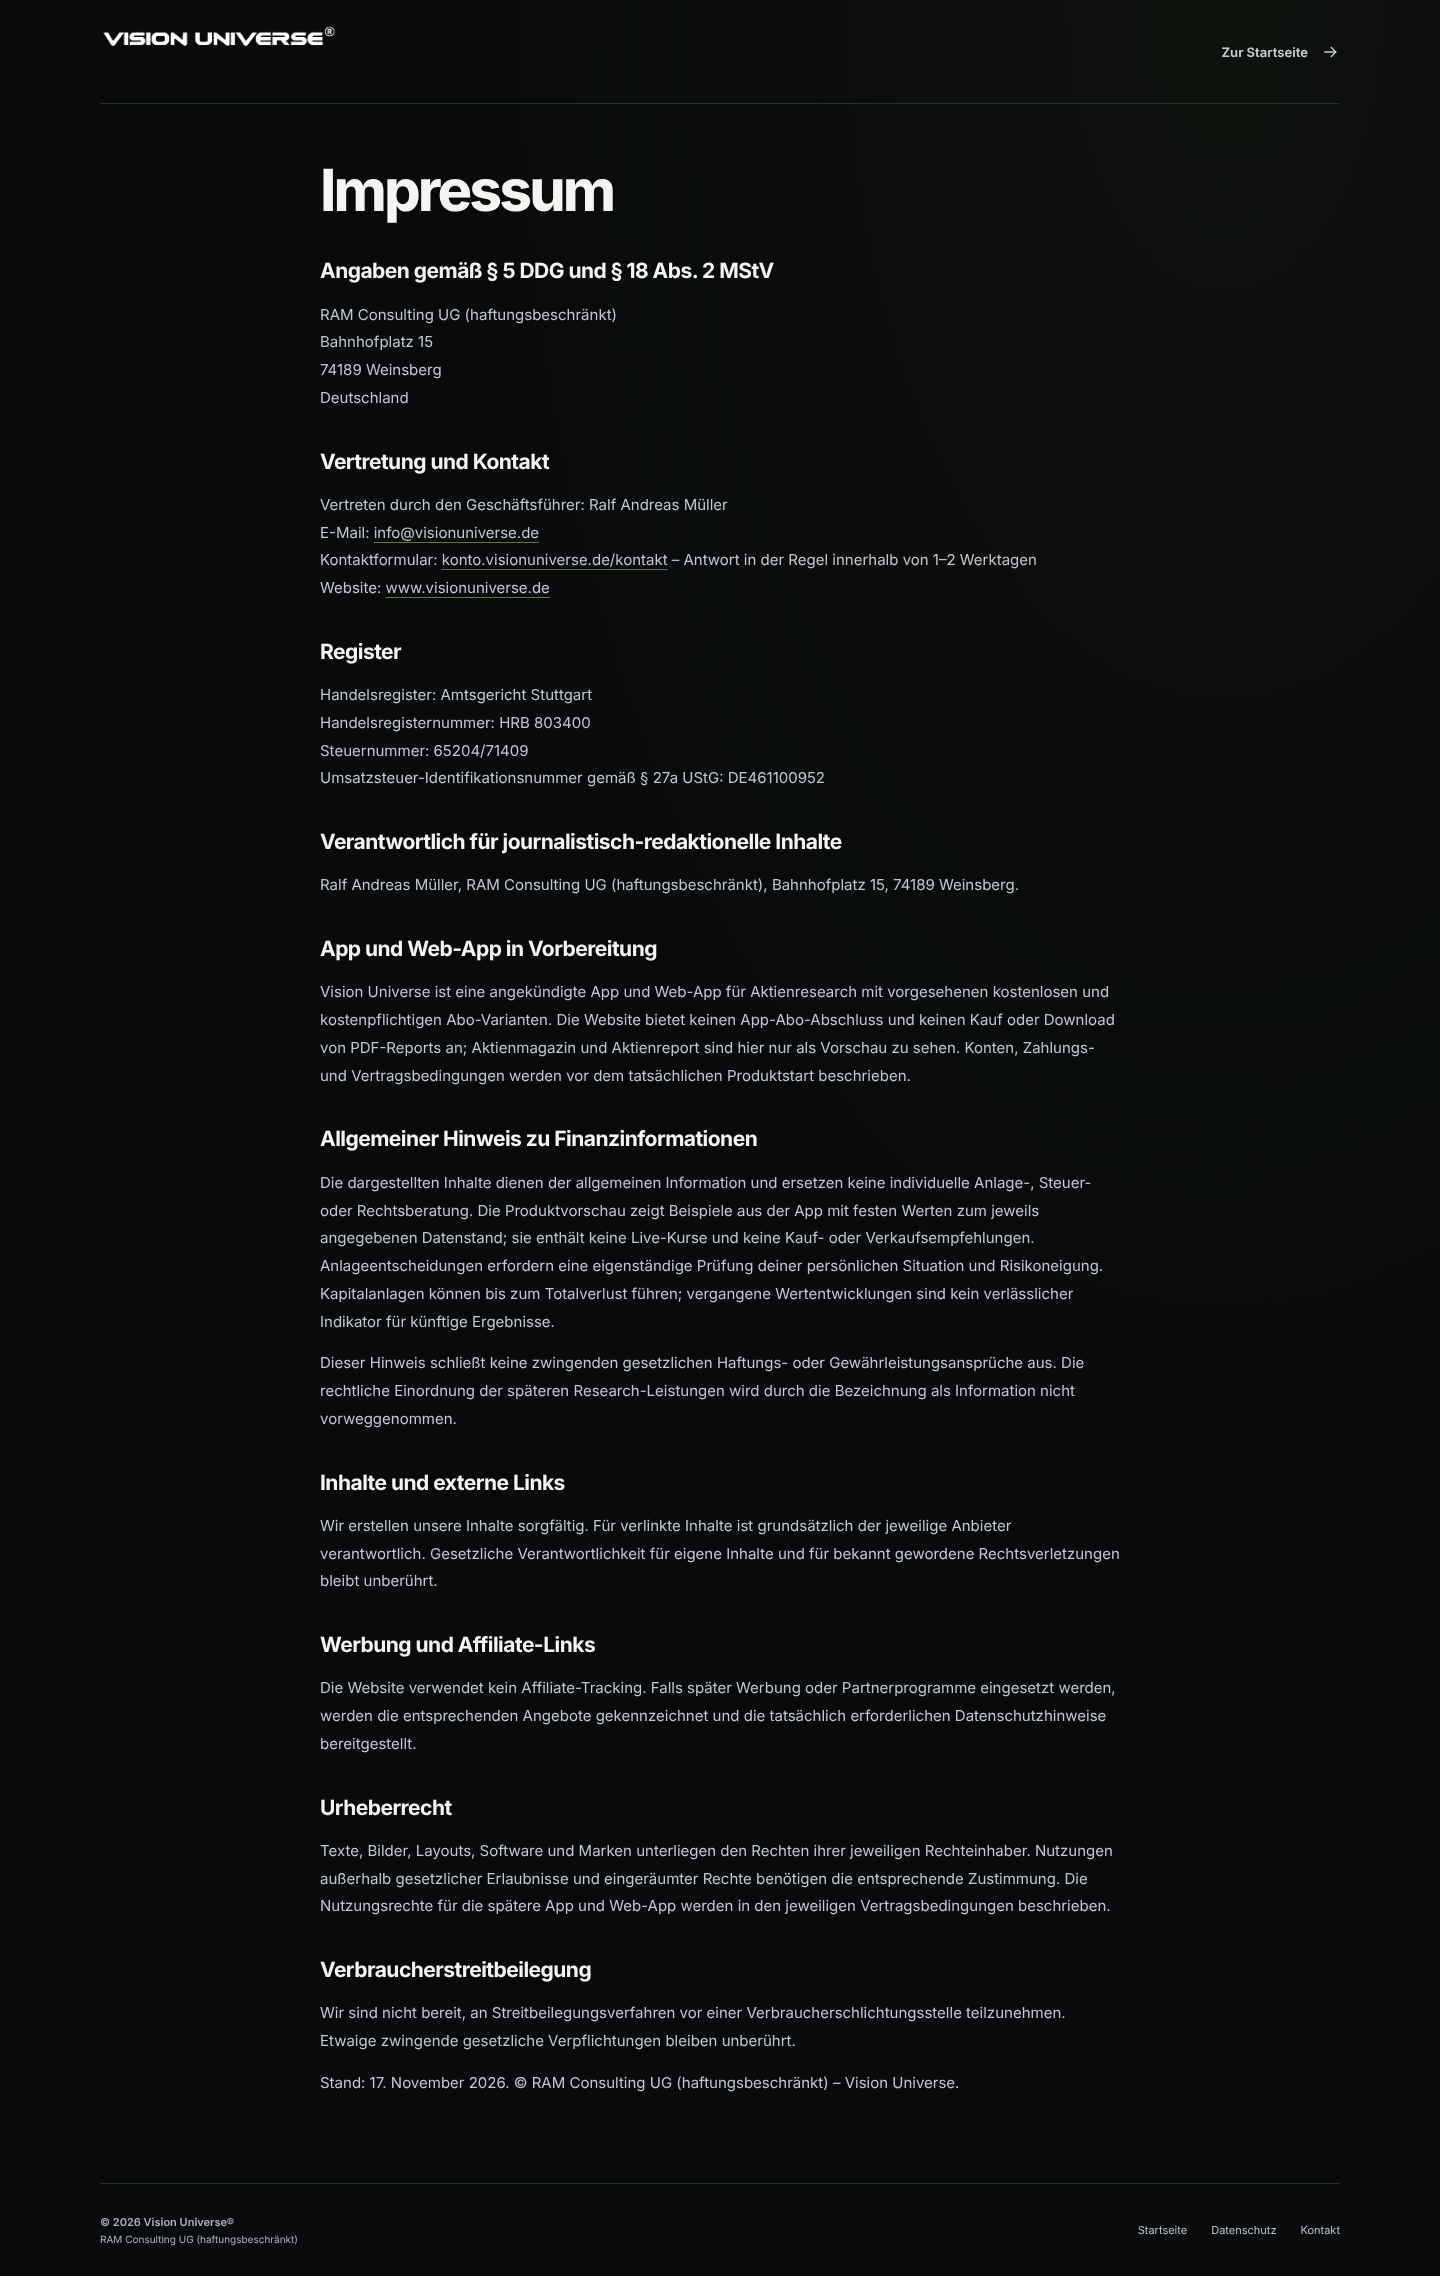 VISION UNIVERSE®
Zur Startseite →
Impressum
Angaben gemäß § 5 DDG und § 18 Abs. 2 MStV
RAM Consulting UG (haftungsbeschränkt)
Bahnhofplatz 15
74189 Weinsberg
Deutschland
Vertretung und Kontakt
Vertreten durch den Geschäftsführer: Ralf Andreas Müller
E-Mail: info@visionuniverse.de
Kontaktformular: konto.visionuniverse.de/kontakt – Antwort in der Regel innerhalb von 1–2 Werktagen
Website: www.visionuniverse.de
Register
Handelsregister: Amtsgericht Stuttgart
Handelsregisternummer: HRB 803400
Steuernummer: 65204/71409
Umsatzsteuer-Identifikationsnummer gemäß § 27a UStG: DE461100952
Verantwortlich für journalistisch-redaktionelle Inhalte
Ralf Andreas Müller, RAM Consulting UG (haftungsbeschränkt), Bahnhofplatz 15, 74189 Weinsberg.
App und Web-App in Vorbereitung
Vision Universe ist eine angekündigte App und Web-App für Aktienresearch mit vorgesehenen kostenlosen und
kostenpflichtigen Abo-Varianten. Die Website bietet keinen App-Abo-Abschluss und keinen Kauf oder Download
von PDF-Reports an; Aktienmagazin und Aktienreport sind hier nur als Vorschau zu sehen. Konten, Zahlungs-
und Vertragsbedingungen werden vor dem tatsächlichen Produktstart beschrieben.
Allgemeiner Hinweis zu Finanzinformationen
Die dargestellten Inhalte dienen der allgemeinen Information und ersetzen keine individuelle Anlage-, Steuer-
oder Rechtsberatung. Die Produktvorschau zeigt Beispiele aus der App mit festen Werten zum jeweils
angegebenen Datenstand; sie enthält keine Live-Kurse und keine Kauf- oder Verkaufsempfehlungen.
Anlageentscheidungen erfordern eine eigenständige Prüfung deiner persönlichen Situation und Risikoneigung.
Kapitalanlagen können bis zum Totalverlust führen; vergangene Wertentwicklungen sind kein verlässlicher
Indikator für künftige Ergebnisse.
Dieser Hinweis schließt keine zwingenden gesetzlichen Haftungs- oder Gewährleistungsansprüche aus. Die
rechtliche Einordnung der späteren Research-Leistungen wird durch die Bezeichnung als Information nicht
vorweggenommen.
Inhalte und externe Links
Wir erstellen unsere Inhalte sorgfältig. Für verlinkte Inhalte ist grundsätzlich der jeweilige Anbieter
verantwortlich. Gesetzliche Verantwortlichkeit für eigene Inhalte und für bekannt gewordene Rechtsverletzungen
bleibt unberührt.
Werbung und Affiliate-Links
Die Website verwendet kein Affiliate-Tracking. Falls später Werbung oder Partnerprogramme eingesetzt werden,
werden die entsprechenden Angebote gekennzeichnet und die tatsächlich erforderlichen Datenschutzhinweise
bereitgestellt.
Urheberrecht
Texte, Bilder, Layouts, Software und Marken unterliegen den Rechten ihrer jeweiligen Rechteinhaber. Nutzungen
außerhalb gesetzlicher Erlaubnisse und eingeräumter Rechte benötigen die entsprechende Zustimmung. Die
Nutzungsrechte für die spätere App und Web-App werden in den jeweiligen Vertragsbedingungen beschrieben.
Verbraucherstreitbeilegung
Wir sind nicht bereit, an Streitbeilegungsverfahren vor einer Verbraucherschlichtungsstelle teilzunehmen.
Etwaige zwingende gesetzliche Verpflichtungen bleiben unberührt.
Stand: 17. November 2026. © RAM Consulting UG (haftungsbeschränkt) – Vision Universe.
© 2026 Vision Universe®
RAM Consulting UG (haftungsbeschränkt)
Startseite Datenschutz Kontakt